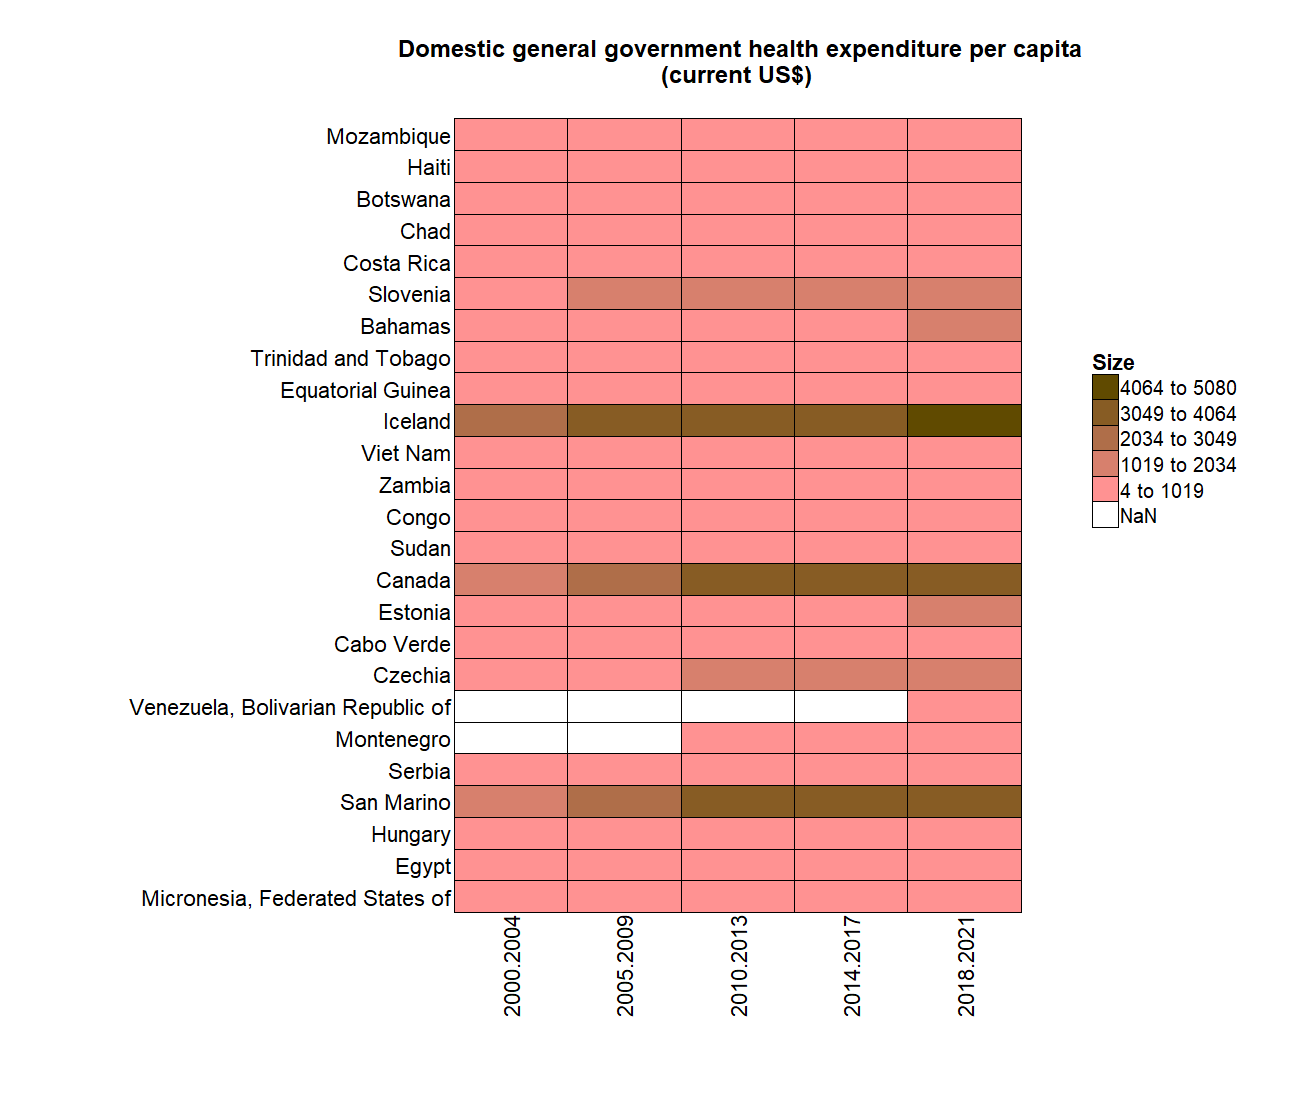 Domestic general government health expenditure per capita
(current US$)
Mozambique
Haiti
Botswana
Chad
Costa Rica
Slovenia
Bahamas
Trinidad and Tobago
Equatorial Guinea
Iceland
Viet Nam
Zambia
Congo
Sudan
Canada
Estonia
Cabo Verde
Czechia
Venezuela, Bolivarian Republic of
Montenegro
Serbia
San Marino
Hungary
Egypt
Micronesia, Federated States of
2000.2004
2005.2009
2010.2013
2014.2017
2018.2021
Size
4064 to 5080
3049 to 4064
2034 to 3049
1019 to 2034
4 to 1019
NaN